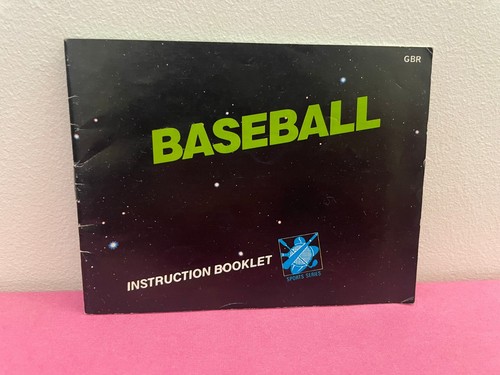 GBR
BASEBALL
INSTRUCTION BOOKLET
SPORTS SERIES